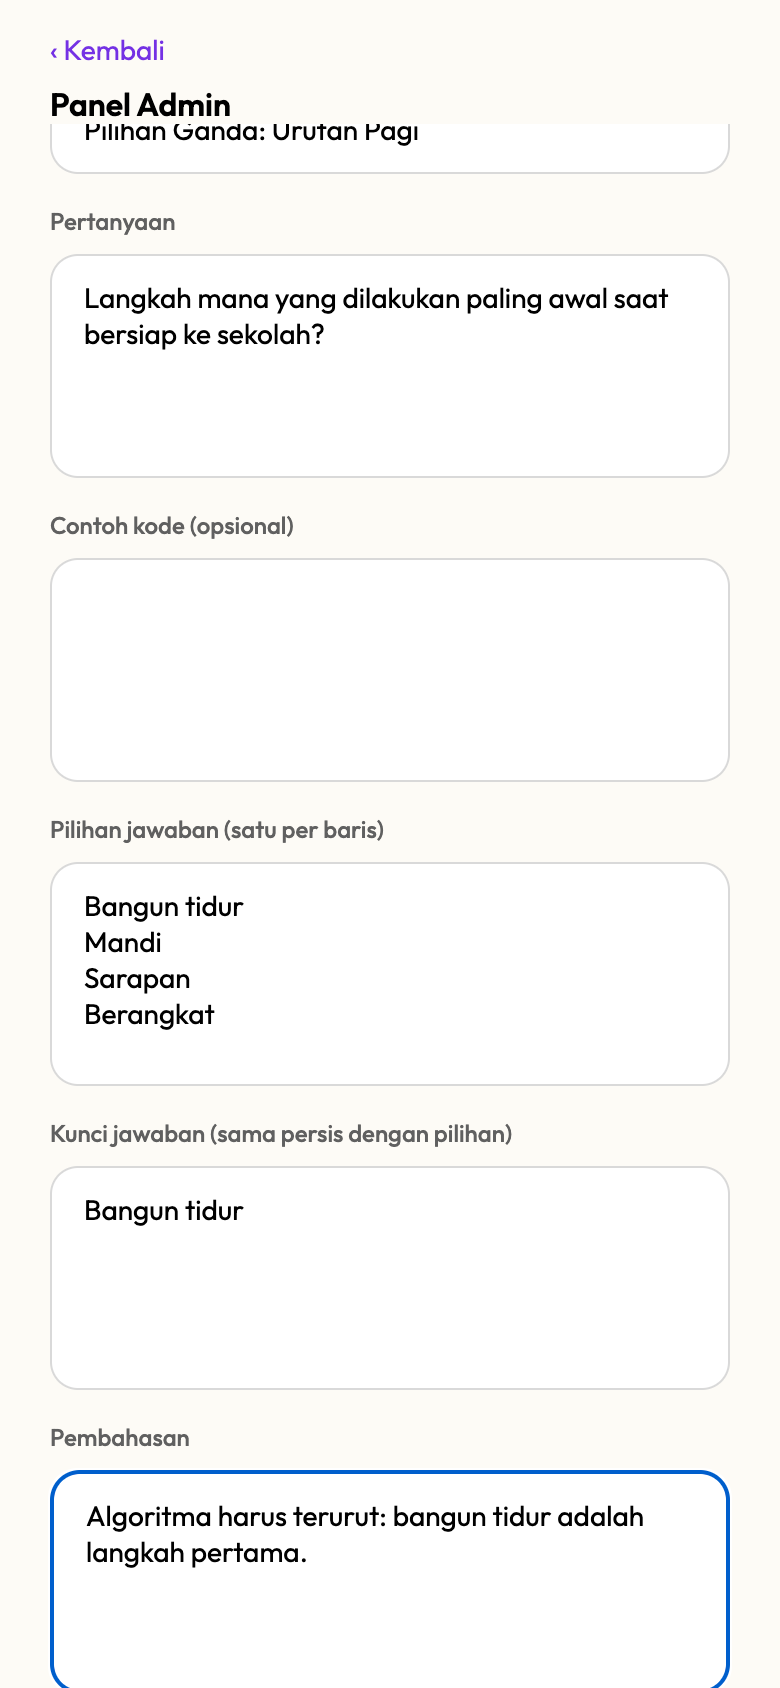 ‹ Kembali
Panel Admin
Pilihan Ganda: Urutan Pagi
Pertanyaan
Langkah mana yang dilakukan paling awal saat
bersiap ke sekolah?
Contoh kode (opsional)
Pilihan jawaban (satu per baris)
Bangun tidur
Mandi
Sarapan
Berangkat
Kunci jawaban (sama persis dengan pilihan)
Bangun tidur
Pembahasan
Algoritma harus terurut: bangun tidur adalah
langkah pertama.